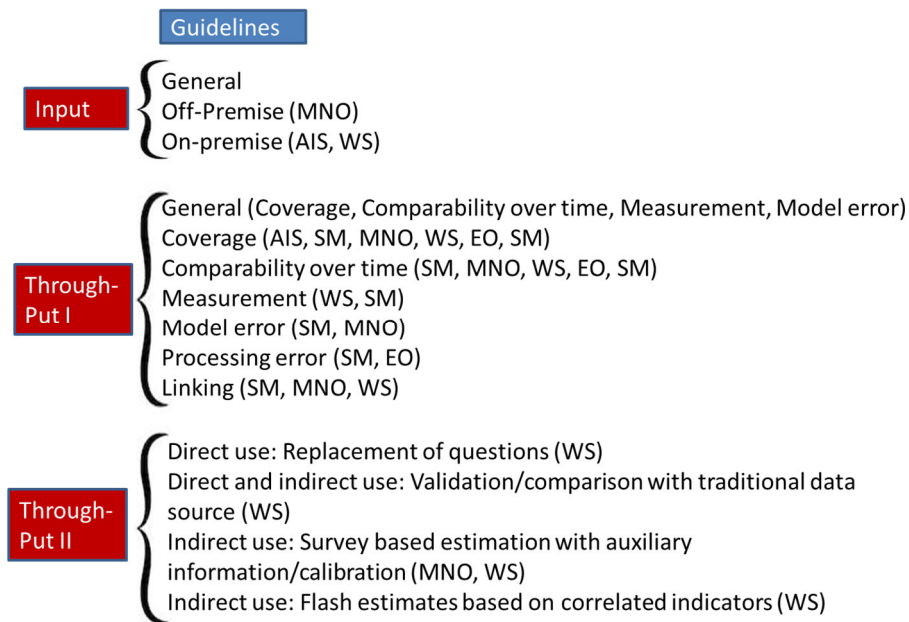 Guidelines
Input
General
Off-Premise (MNO)
On-premise (AIS, WS)
Through-
Put I
General (Coverage, Comparability over time, Measurement, Model error)
Coverage (AIS, SM, MNO, WS, EO, SM)
Comparability over time (SM, MNO, WS, EO, SM)
Measurement (WS, SM)
Model error (SM, MNO)
Processing error (SM, EO)
Linking (SM, MNO, WS)
Through-
Put II
Direct use: Replacement of questions (WS)
Direct and indirect use: Validation/comparison with traditional data
source (WS)
Indirect use: Survey based estimation with auxiliary
information/calibration (MNO, WS)
Indirect use: Flash estimates based on correlated indicators (WS)